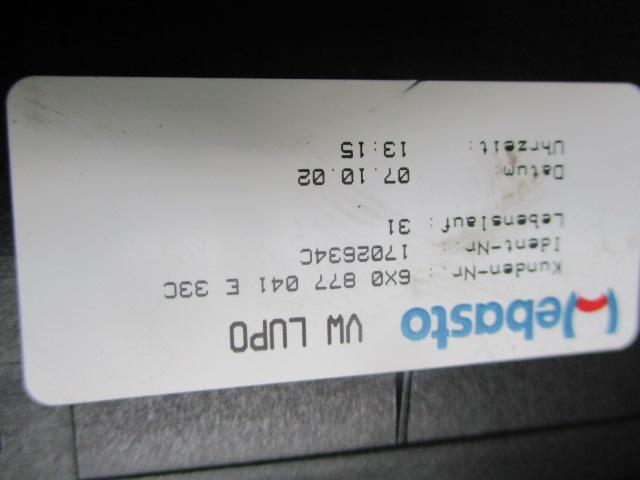 Webasto VW LUPO
Kunden-Nr.: 6X0 877 041 E 33C
Ident-Nr.: 1702634C
Lebenslauf: 31
Datum: 07.10.02
Uhrzeit: 13:15